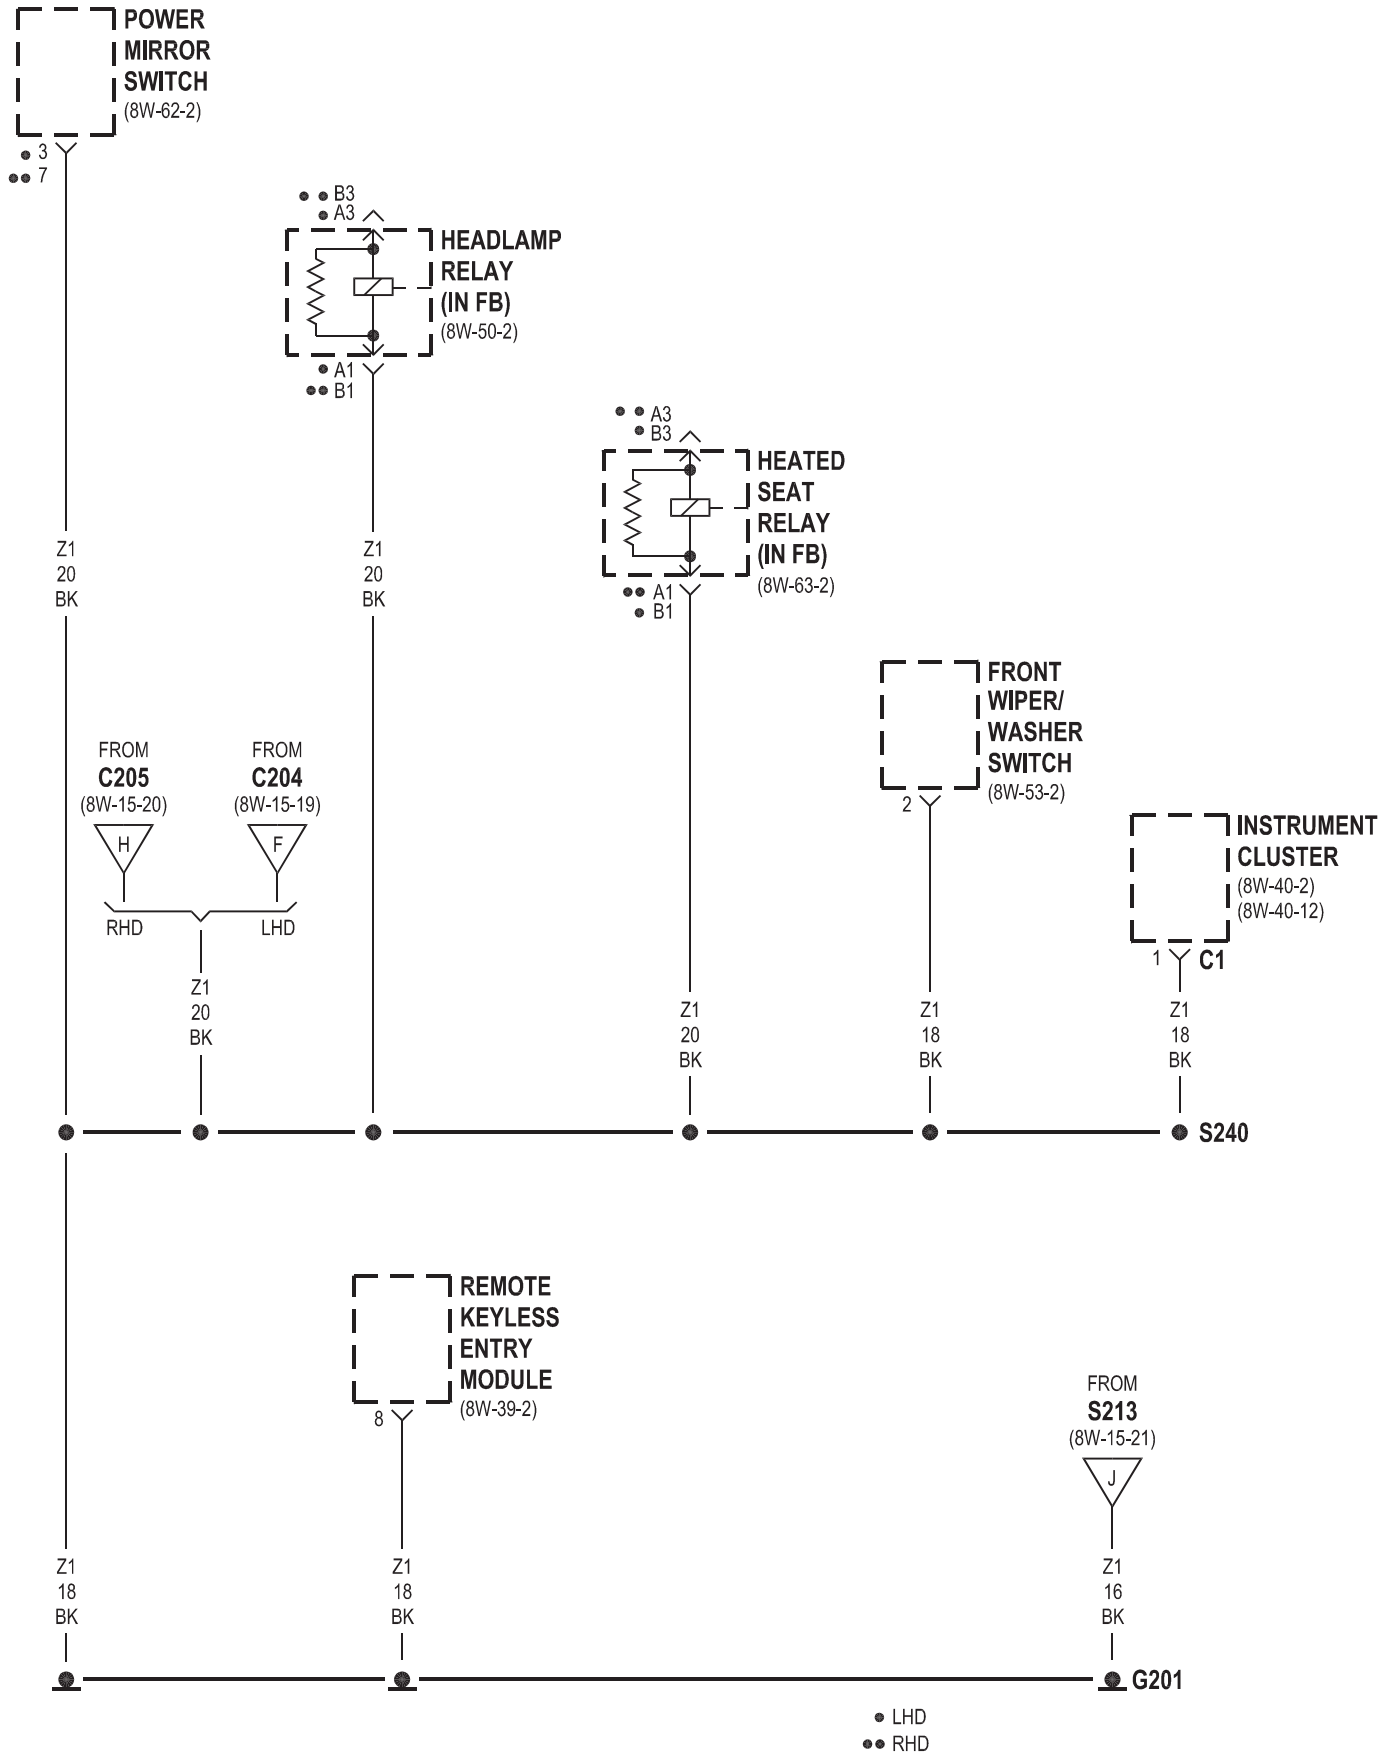 POWER
MIRROR
SWITCH
(8W-62-2)
3
7
B3
A3
HEADLAMP
RELAY
(IN FB)
(8W-50-2)
A1
B1
A3
B3
HEATED
SEAT
RELAY
(IN FB)
(8W-63-2)
A1
B1
Z1
20
BK
Z1
20
BK
FRONT
WIPER/
WASHER
SWITCH
(8W-53-2)
2
FROM
C205
(8W-15-20)
H
RHD
FROM
C204
(8W-15-19)
F
LHD
INSTRUMENT
CLUSTER
(8W-40-2)
(8W-40-12)
1
C1
Z1
20
BK
Z1
20
BK
Z1
18
BK
Z1
18
BK
S240
REMOTE
KEYLESS
ENTRY
MODULE
(8W-39-2)
8
FROM
S213
(8W-15-21)
J
Z1
18
BK
Z1
18
BK
Z1
16
BK
G201
LHD
RHD